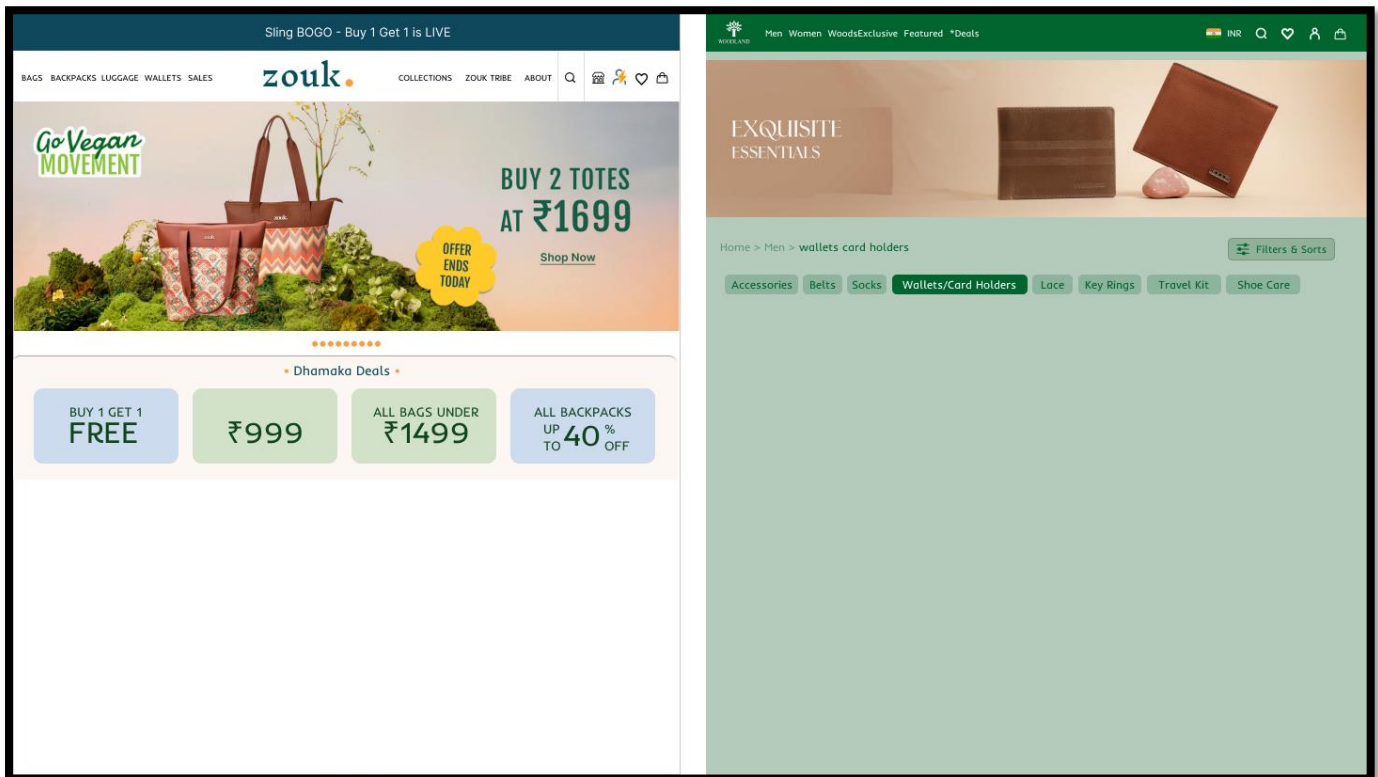 Sling BOGO - Buy 1 Get 1 is LIVE
BAGS BACKPACKS LUGGAGE WALLETS SALES
zouk.
COLLECTIONS ZOUK TRIBE ABOUT
Go Vegan
MOVEMENT
zouk.
zouk
BUY 2 TOTES
AT ₹1699
Shop Now
OFFER
ENDS
TODAY
• Dhamaka Deals •
BUY 1 GET 1
FREE
₹999
ALL BAGS UNDER
₹1499
ALL BACKPACKS
UP TO 40 % OFF
WOODLAND
Men Women WoodsExclusive Featured *Deals
INR
EXQUISITE
ESSENTIALS
Home > Men > wallets card holders
Filters & Sorts
Accessories Belts Socks Wallets/Card Holders Lace Key Rings Travel Kit Shoe Care